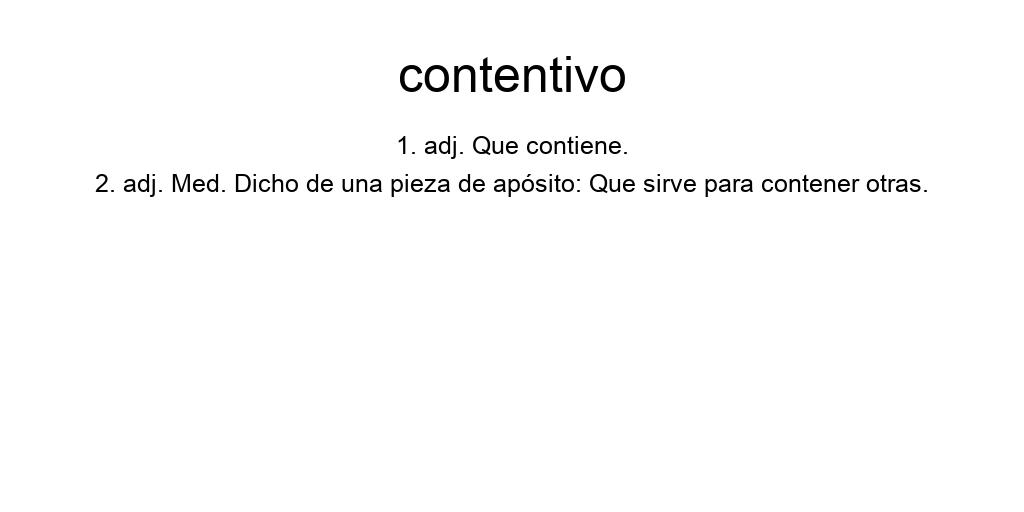 contentivo
1. adj. Que contiene.
2. adj. Med. Dicho de una pieza de apósito: Que sirve para contener otras.